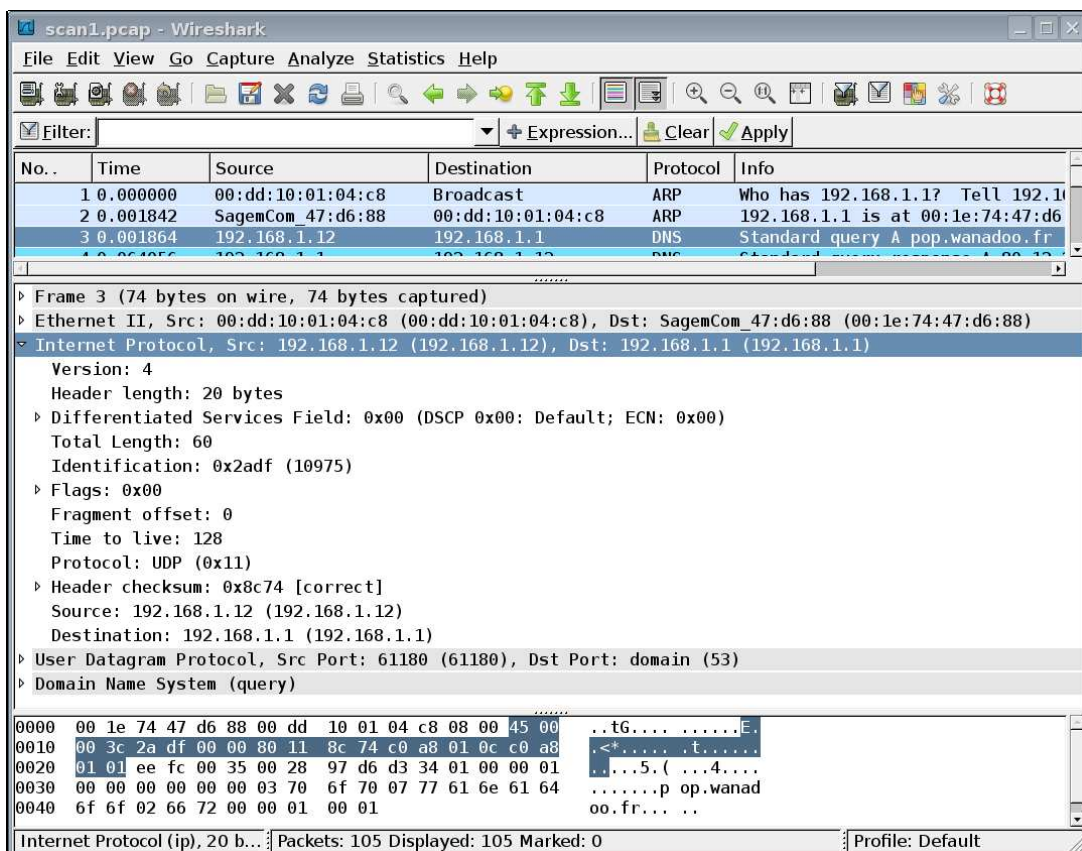 scan1.pcap - Wireshark
File Edit View Go Capture Analyze Statistics Help
Filter: Expression... Clear Apply
No. . Time Source Destination Protocol Info
1 0.000000 00:dd:10:01:04:c8 Broadcast ARP Who has 192.168.1.1? Tell 192.1
2 0.001842 SagemCom_47:d6:88 00:dd:10:01:04:c8 ARP 192.168.1.1 is at 00:1e:74:47:d6
3 0.001864 192.168.1.12 192.168.1.1 DNS Standard query A pop.wanadoo.fr
Frame 3 (74 bytes on wire, 74 bytes captured)
Ethernet II, Src: 00:dd:10:01:04:c8 (00:dd:10:01:04:c8), Dst: SagemCom_47:d6:88 (00:1e:74:47:d6:88)
Internet Protocol, Src: 192.168.1.12 (192.168.1.12), Dst: 192.168.1.1 (192.168.1.1)
Version: 4
Header length: 20 bytes
Differentiated Services Field: 0x00 (DSCP 0x00: Default; ECN: 0x00)
Total Length: 60
Identification: 0x2adf (10975)
Flags: 0x00
Fragment offset: 0
Time to live: 128
Protocol: UDP (0x11)
Header checksum: 0x8c74 [correct]
Source: 192.168.1.12 (192.168.1.12)
Destination: 192.168.1.1 (192.168.1.1)
User Datagram Protocol, Src Port: 61180 (61180), Dst Port: domain (53)
Domain Name System (query)
0000 00 1e 74 47 d6 88 00 dd 10 01 04 c8 08 00 45 00 ..tG.... ......E.
0010 00 3c 2a df 00 00 80 11 8c 74 c0 a8 01 0c c0 a8 .<*..... .t......
0020 01 01 ee fc 00 35 00 28 97 d6 d3 34 01 00 00 01 .....5.( ...4....
0030 00 00 00 00 00 00 03 70 6f 70 07 77 61 6e 61 64 .......p op.wanad
0040 6f 6f 02 66 72 00 00 01 00 01 oo.fr... ..
Internet Protocol (ip), 20 b... Packets: 105 Displayed: 105 Marked: 0 Profile: Default